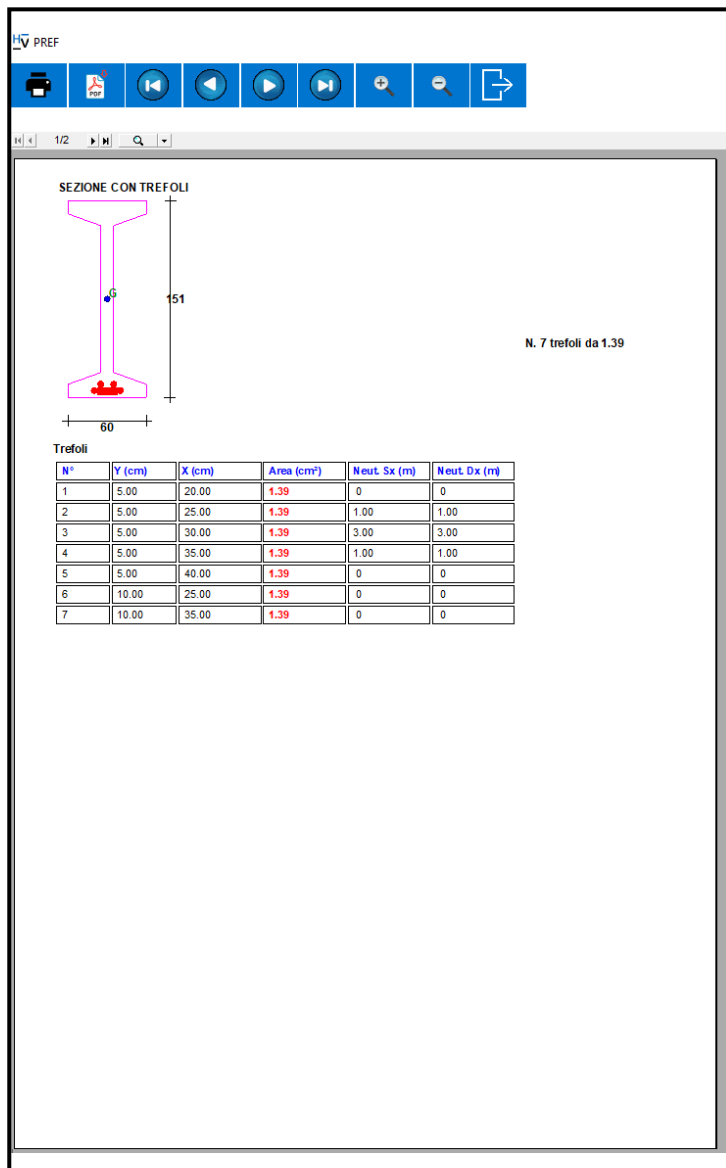 HV PREF
PDF
1/2
SEZIONE CON TREFOLI
G
151
N. 7 trefoli da 1.39
60
Trefoli
N° Y (cm) X (cm) Area (cm²) Neut. Sx (m) Neut. Dx (m)
1 5.00 20.00 1.39 0 0
2 5.00 25.00 1.39 1.00 1.00
3 5.00 30.00 1.39 3.00 3.00
4 5.00 35.00 1.39 1.00 1.00
5 5.00 40.00 1.39 0 0
6 10.00 25.00 1.39 0 0
7 10.00 35.00 1.39 0 0